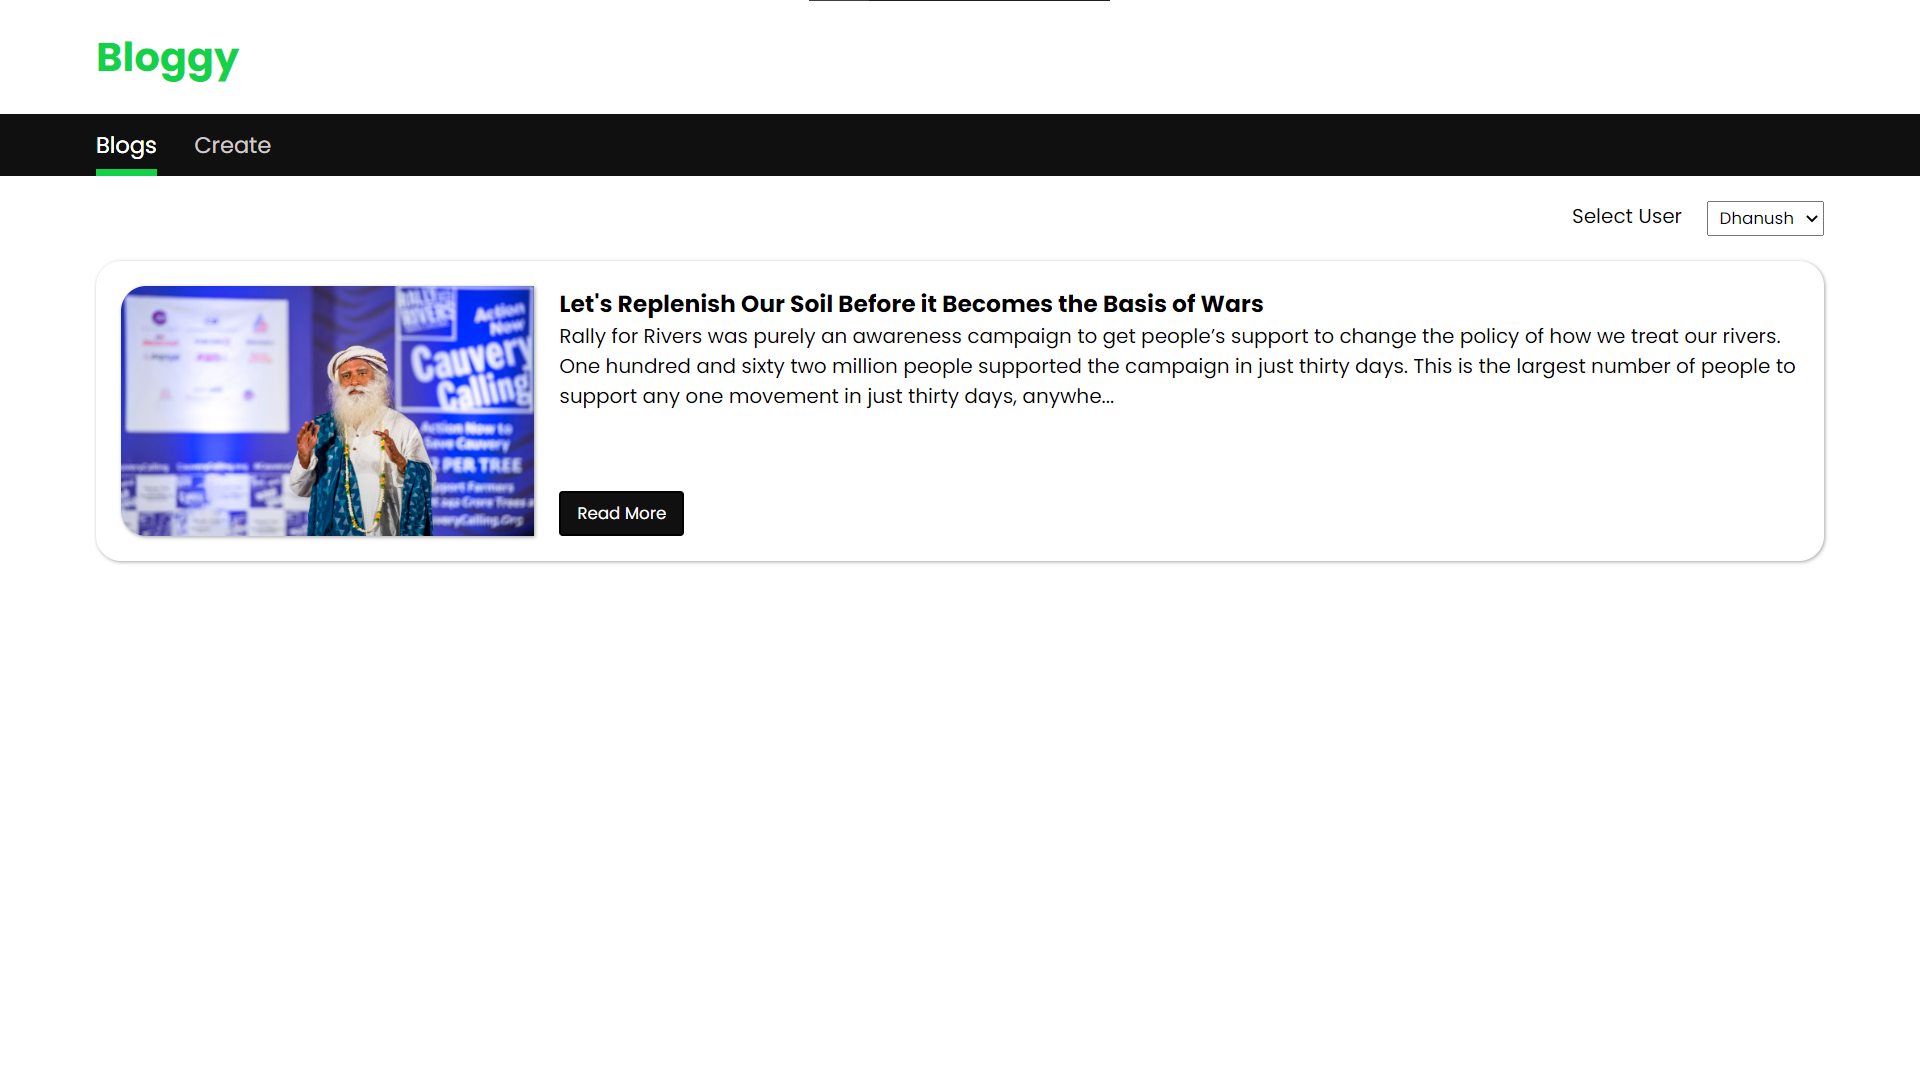 Bloggy
Blogs
Create
Select User
Dhanush
RALLY
RIVERS
Action
Now
Cauvery
Calling
Action Now to
Save Cauvery
PER TREE
Support Farmers
Let's Replenish Our Soil Before it Becomes the Basis of Wars
Rally for Rivers was purely an awareness campaign to get people’s support to change the policy of how we treat our rivers.
One hundred and sixty two million people supported the campaign in just thirty days. This is the largest number of people to
support any one movement in just thirty days, anywhe...
Read More